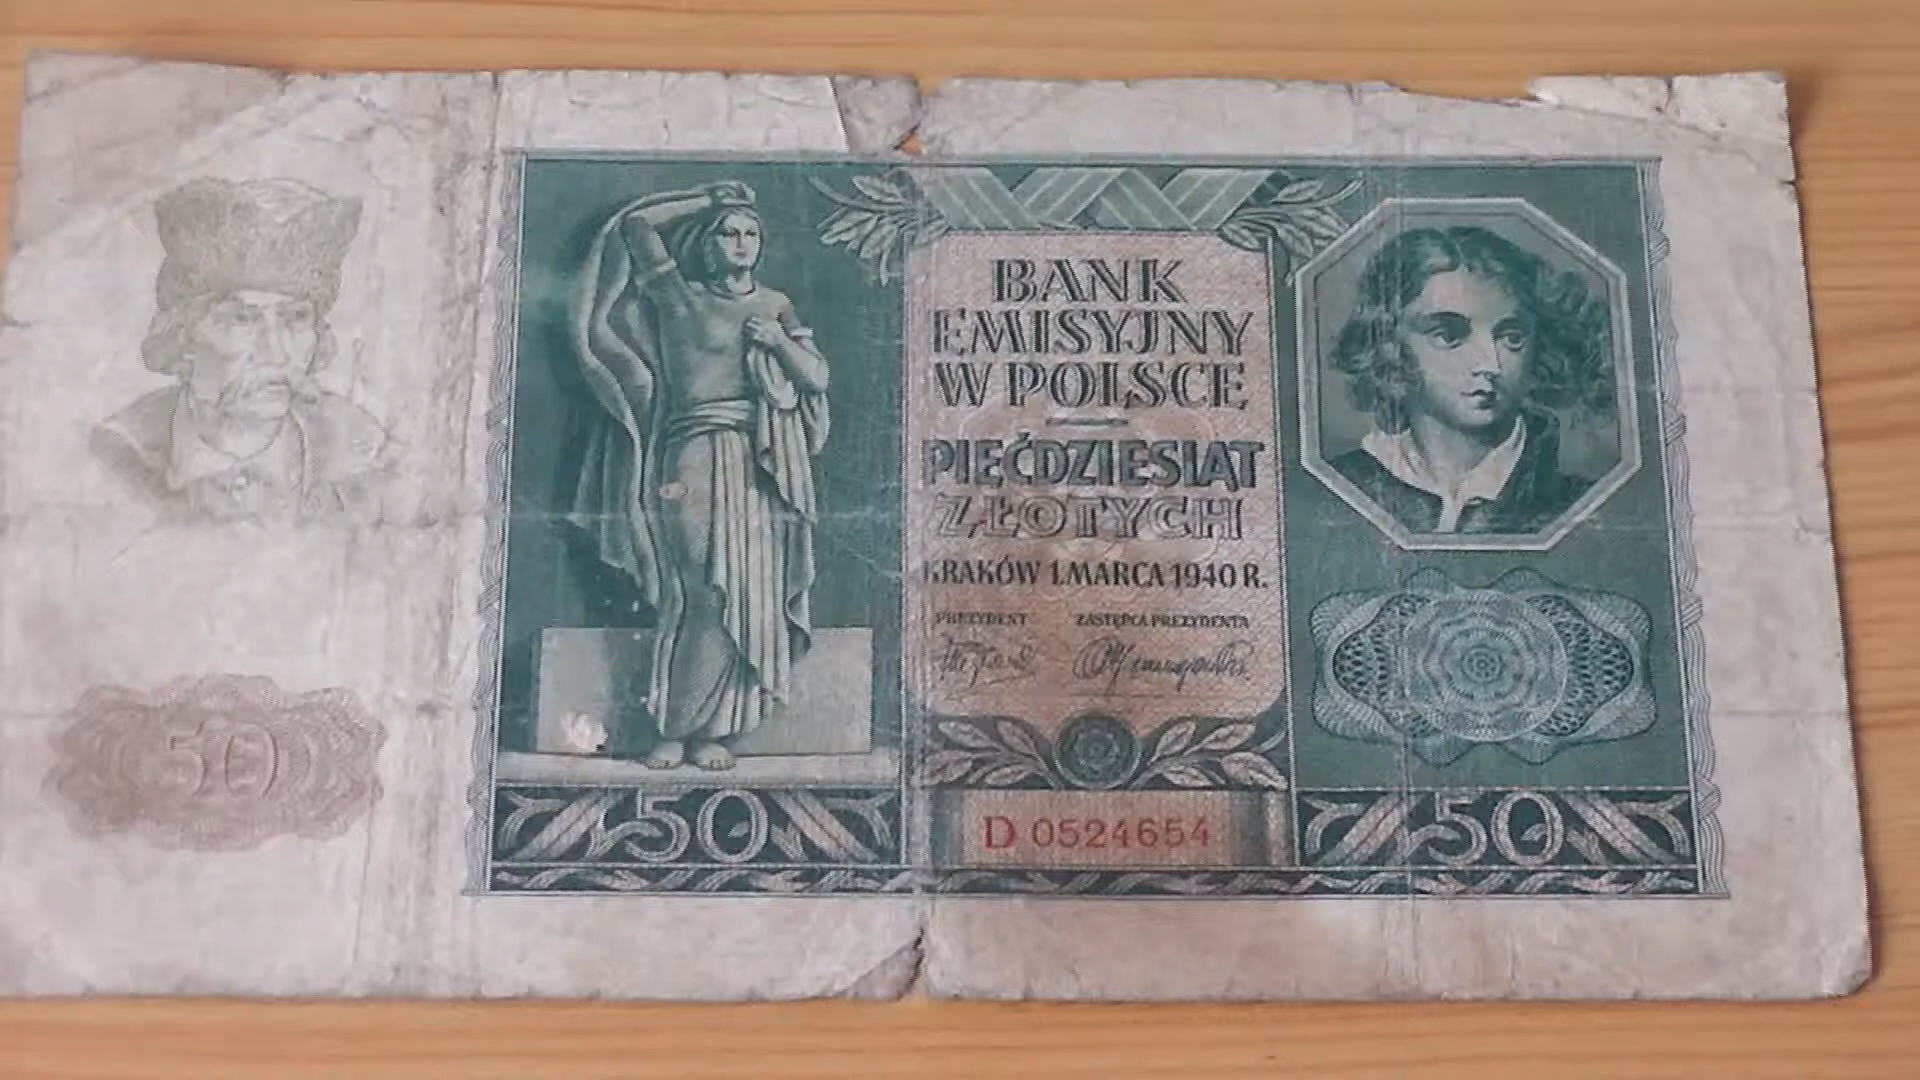 BANK
EMISYJNY
W POLSCE
PIĘĆDZIESIĄT
ZŁOTYCH
KRAKÓW 1.MARCA 1940 R.
PREZYDENT ZASTĘPCA PREZYDENTA
50
50 D 0524654 50